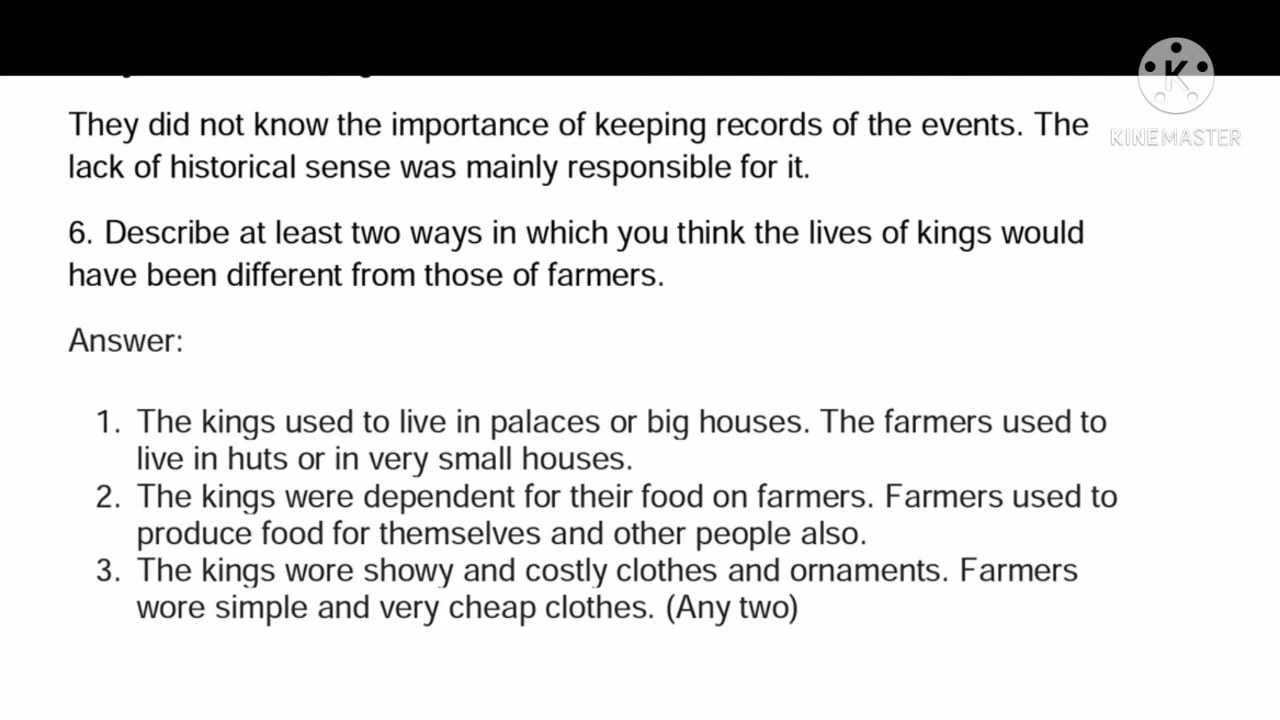 K
KINEMASTER
They did not know the importance of keeping records of the events. The
lack of historical sense was mainly responsible for it.
6. Describe at least two ways in which you think the lives of kings would
have been different from those of farmers.
Answer:
1. The kings used to live in palaces or big houses. The farmers used to
live in huts or in very small houses.
2. The kings were dependent for their food on farmers. Farmers used to
produce food for themselves and other people also.
3. The kings wore showy and costly clothes and ornaments. Farmers
wore simple and very cheap clothes. (Any two)